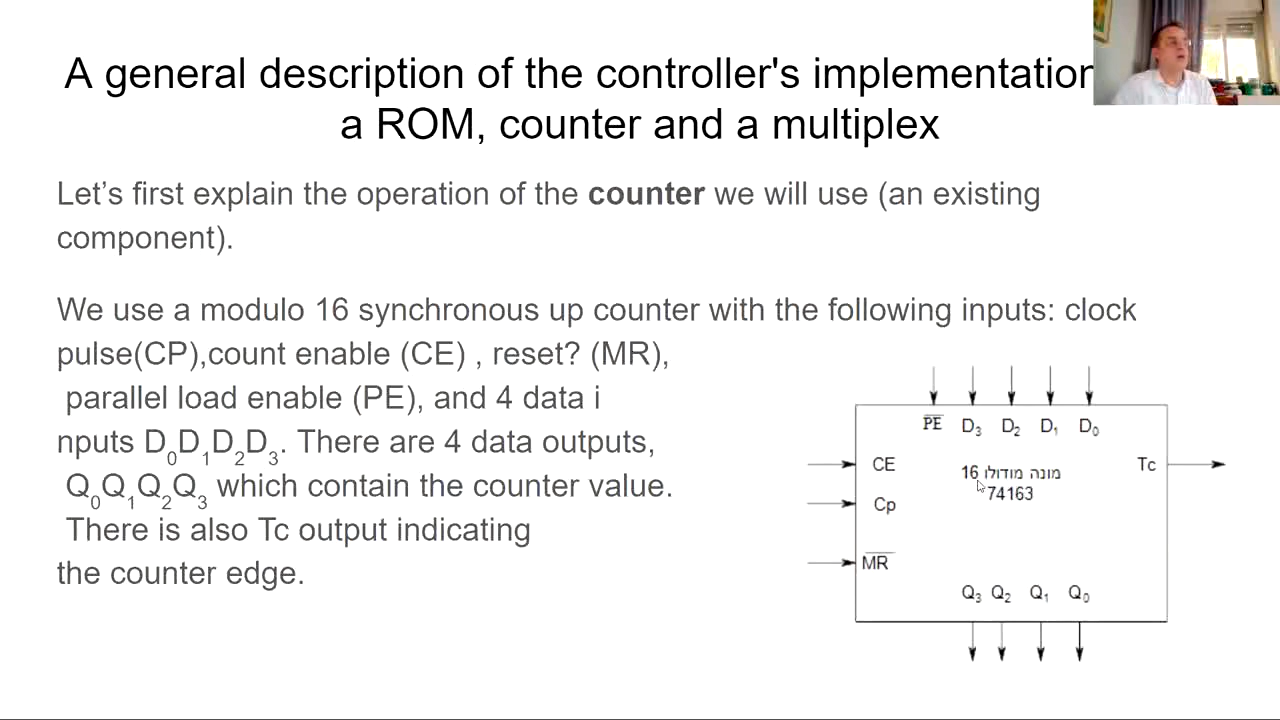 A general description of the controller's implementation
a ROM, counter and a multiplex
Let’s first explain the operation of the counter we will use (an existing
component).
We use a modulo 16 synchronous up counter with the following inputs: clock
pulse(CP),count enable (CE) , reset? (MR),
parallel load enable (PE), and 4 data i
nputs D₀D₁D₂D₃. There are 4 data outputs,
Q₀Q₁Q₂Q₃ which contain the counter value.
There is also Tc output indicating
the counter edge.
P̅E̅ D₃ D₂ D₁ D₀
CE
מונה מודולו 16
Tc
74163
Cp
M̅R̅
Q₃ Q₂ Q₁ Q₀